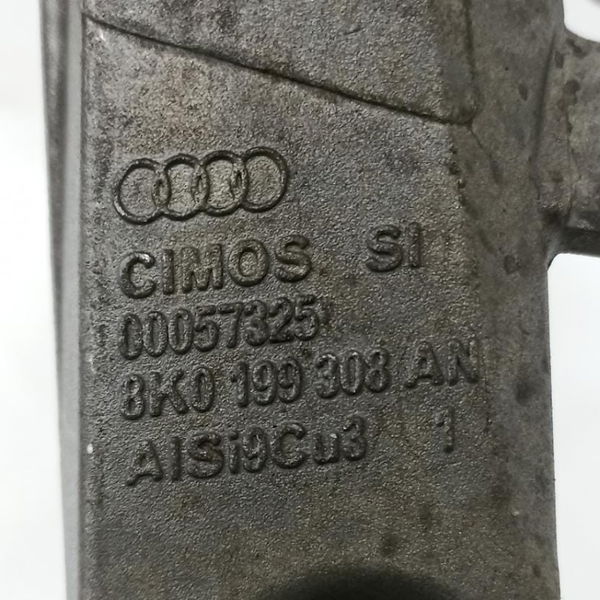 CIMOS SI
00057325
8K0 199 308 AN
AlSi9Cu3 1